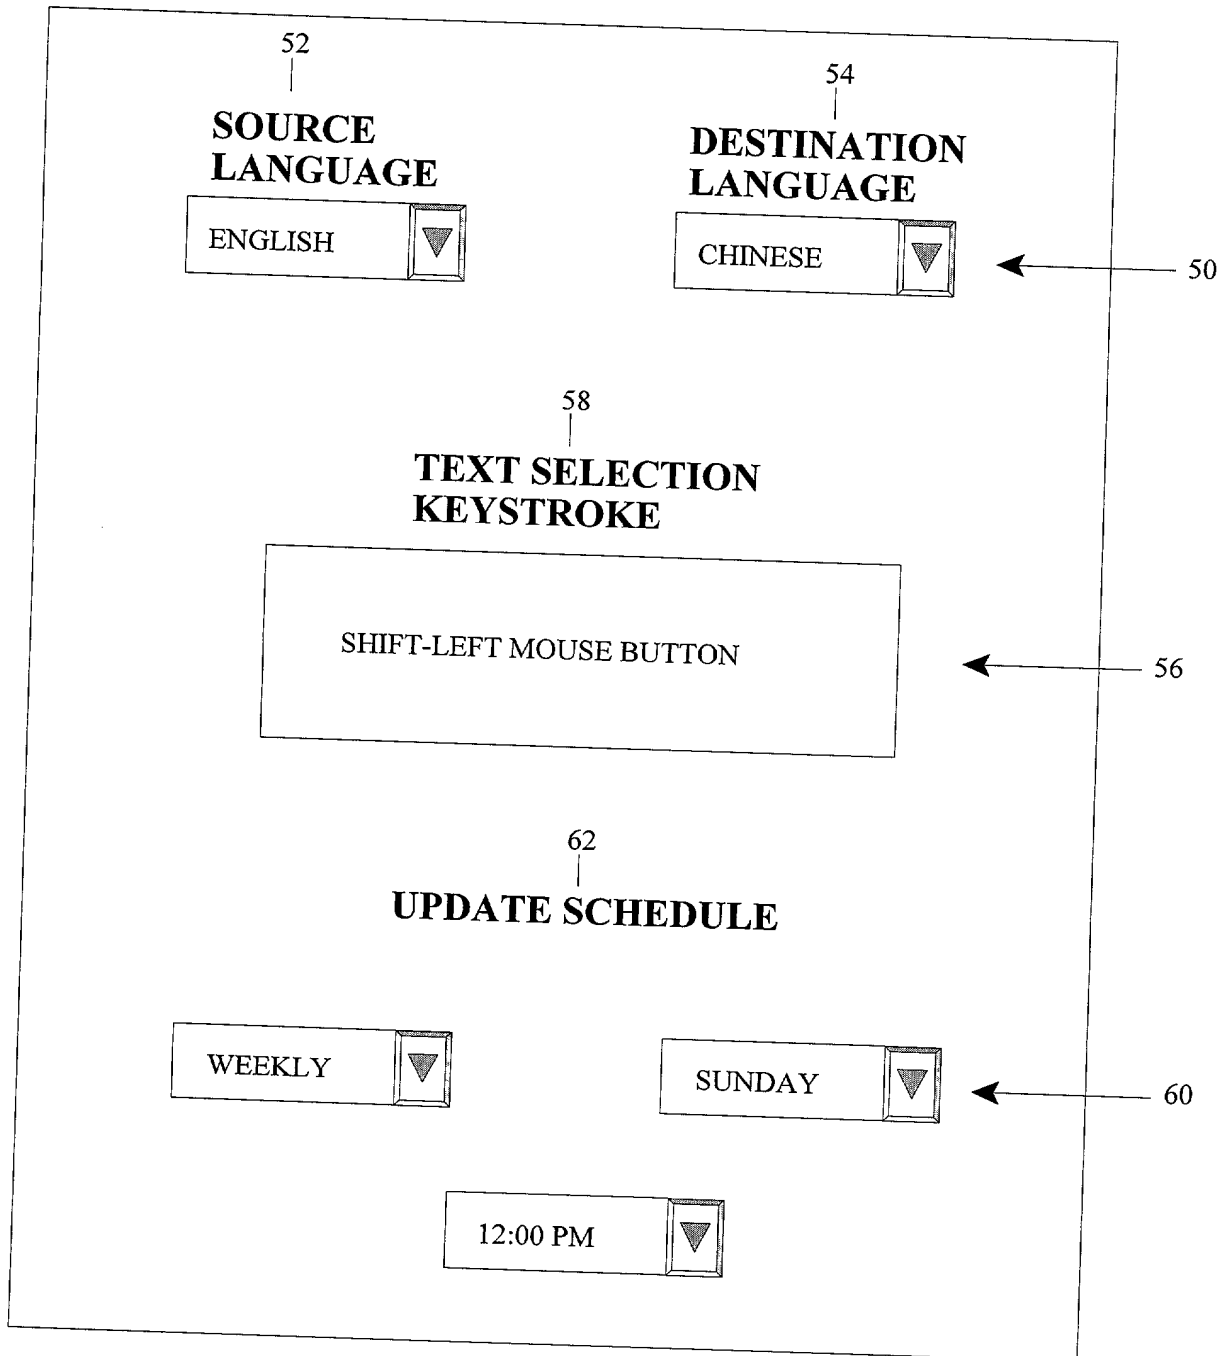 52
54
SOURCE
LANGUAGE
DESTINATION
LANGUAGE
ENGLISH
CHINESE
50
58
TEXT SELECTION
KEYSTROKE
SHIFT-LEFT MOUSE BUTTON
56
62
UPDATE SCHEDULE
WEEKLY
SUNDAY
60
12:00 PM